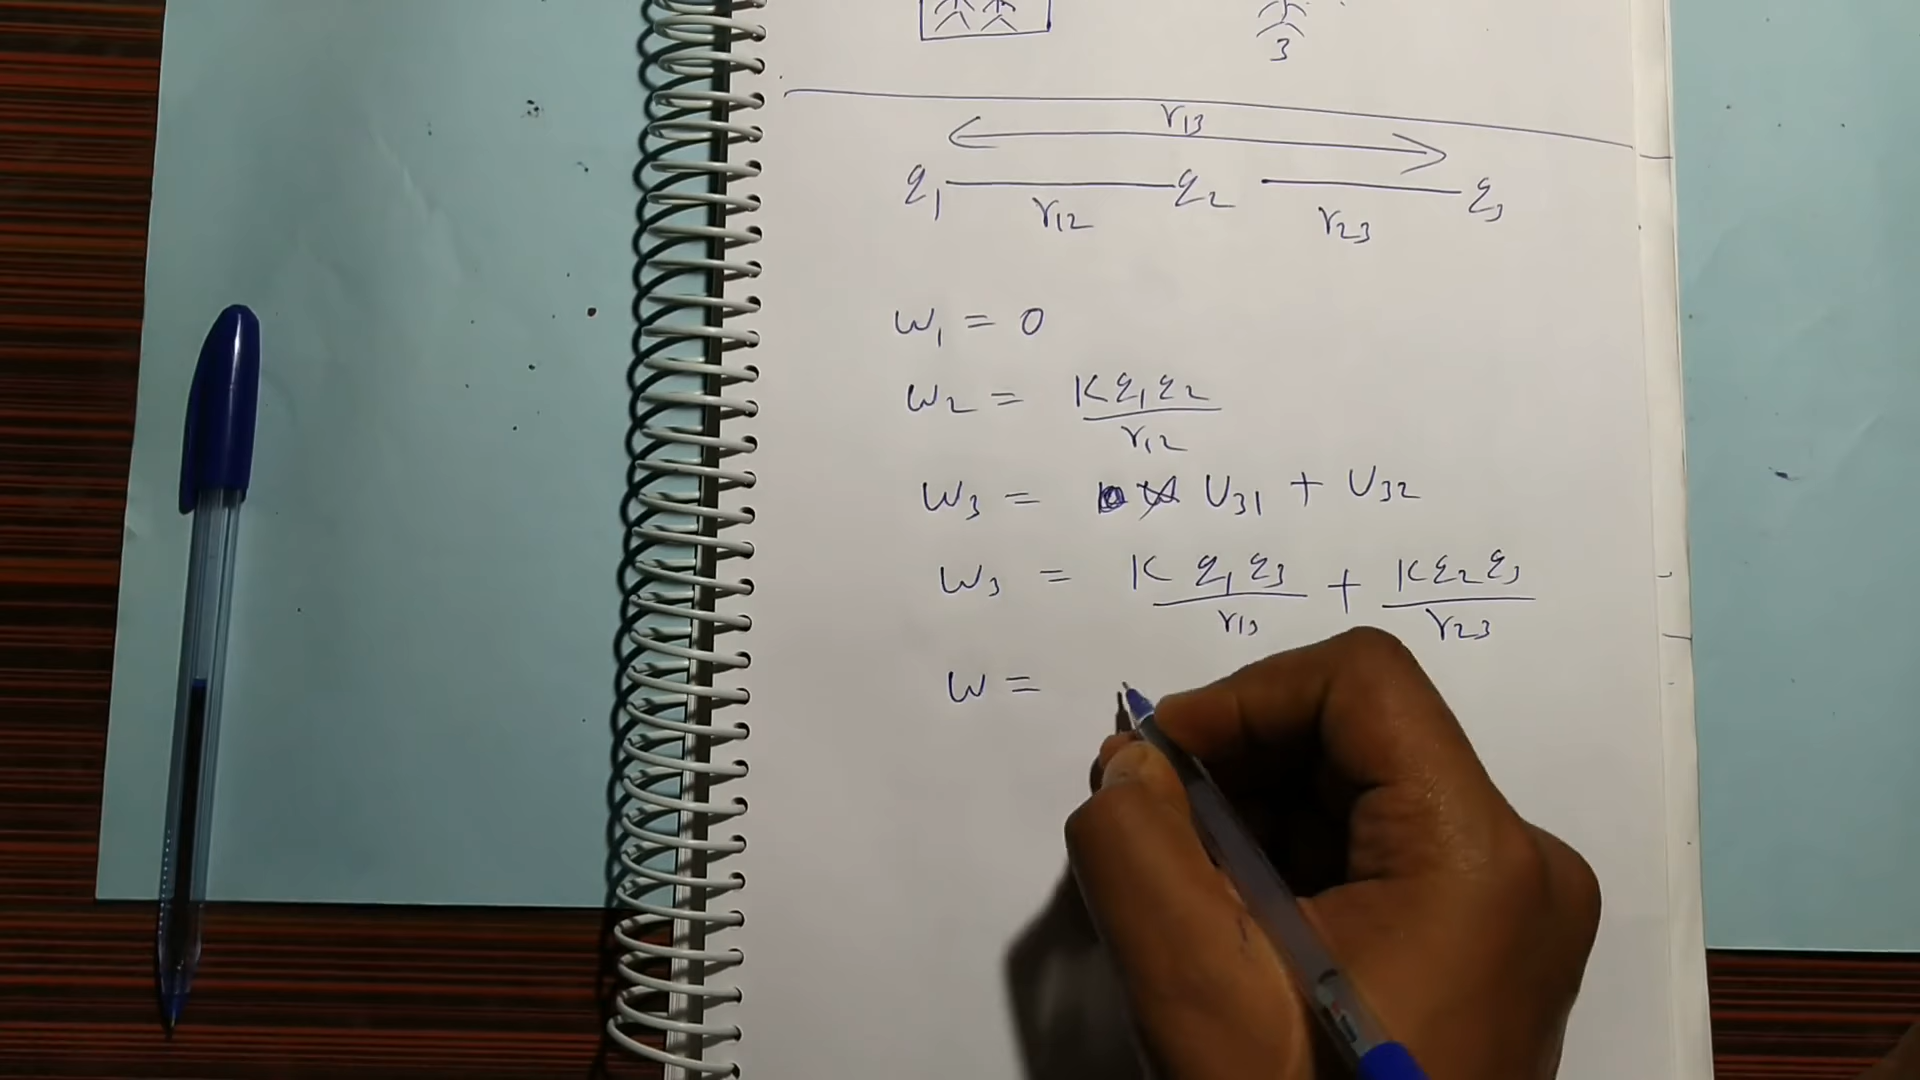 3
r₁₃
q₁ q₂ q₃
r₁₂ r₂₃
W₁ = 0
W₂ = Kq₁q₂ / r₁₂
W₃ = U₃₁ + U₃₂
W₃ = K q₁q₃ / r₁₃ + Kq₂q₃ / r₂₃
W =